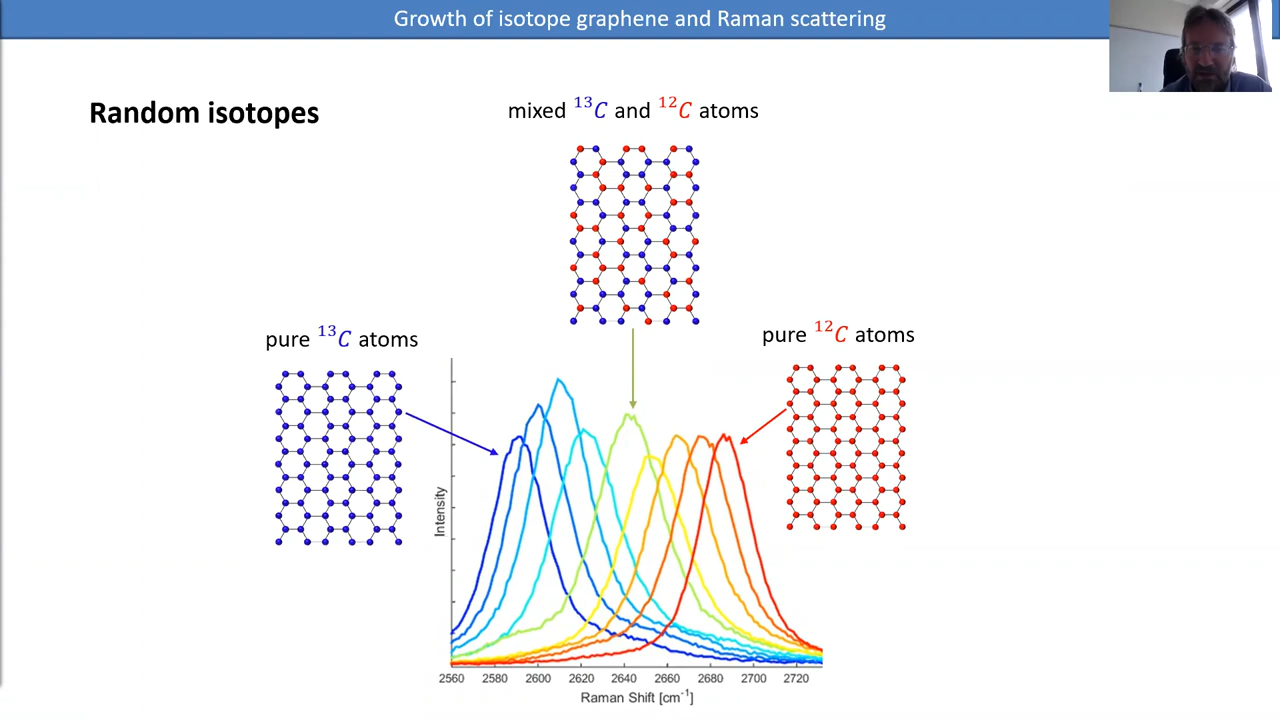 Growth of isotope graphene and Raman scattering
Random isotopes
mixed ¹³C and ¹²C atoms
pure ¹³C atoms
pure ¹²C atoms
Intensity
2560 2580 2600 2620 2640 2660 2680 2700 2720
Raman Shift [cm⁻¹]